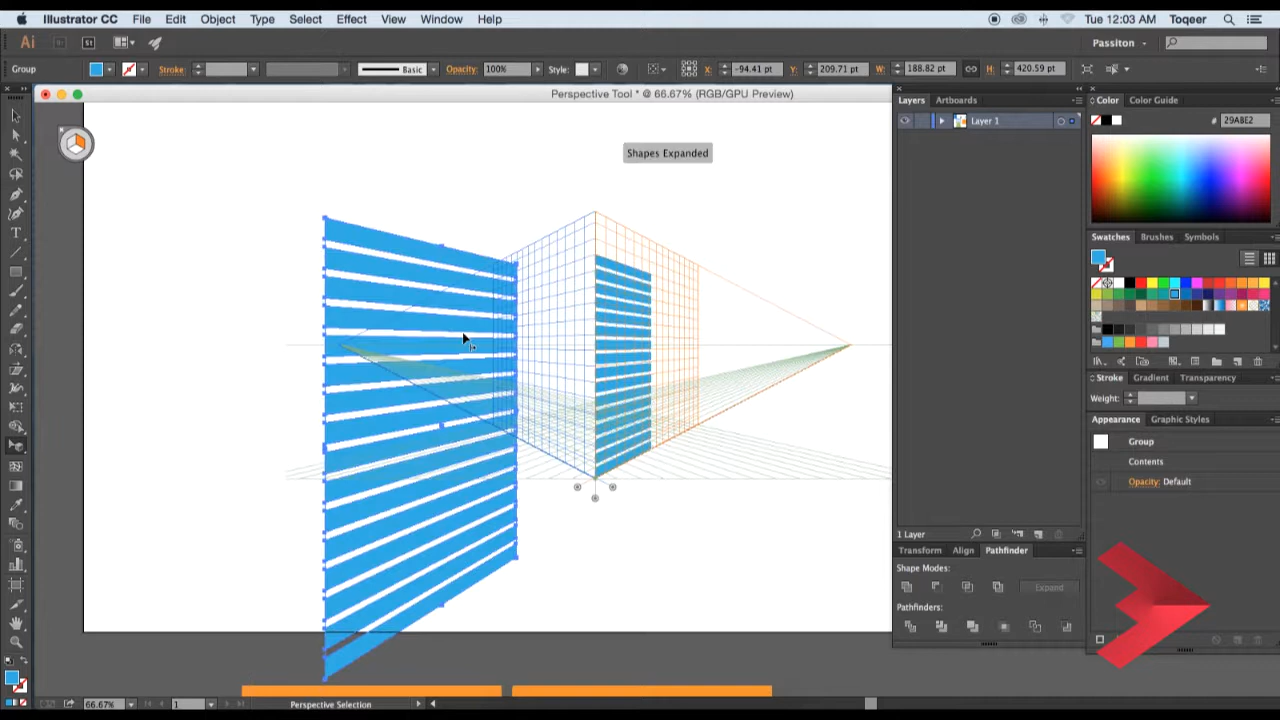 Illustrator CC File Edit Object Type Select Effect View Window Help Tue 12:03 AM Toqeer
Ai Br St Passiton
Group Stroke: Basic Opacity: 100% Style: X: -94.41 pt Y: 209.71 pt W: 188.82 pt H: 420.59 pt
Perspective Tool * @ 66.67% (RGB/GPU Preview)
Layers Artboards
Color Color Guide
Layer 1
# 29ABE2
Shapes Expanded
Swatches Brushes Symbols
Stroke Gradient Transparency
Weight:
Appearance Graphic Styles
Group
Contents
Opacity: Default
1 Layer
Transform Align Pathfinder
Shape Modes:
Expand
Pathfinders:
66.67% 1 Perspective Selection